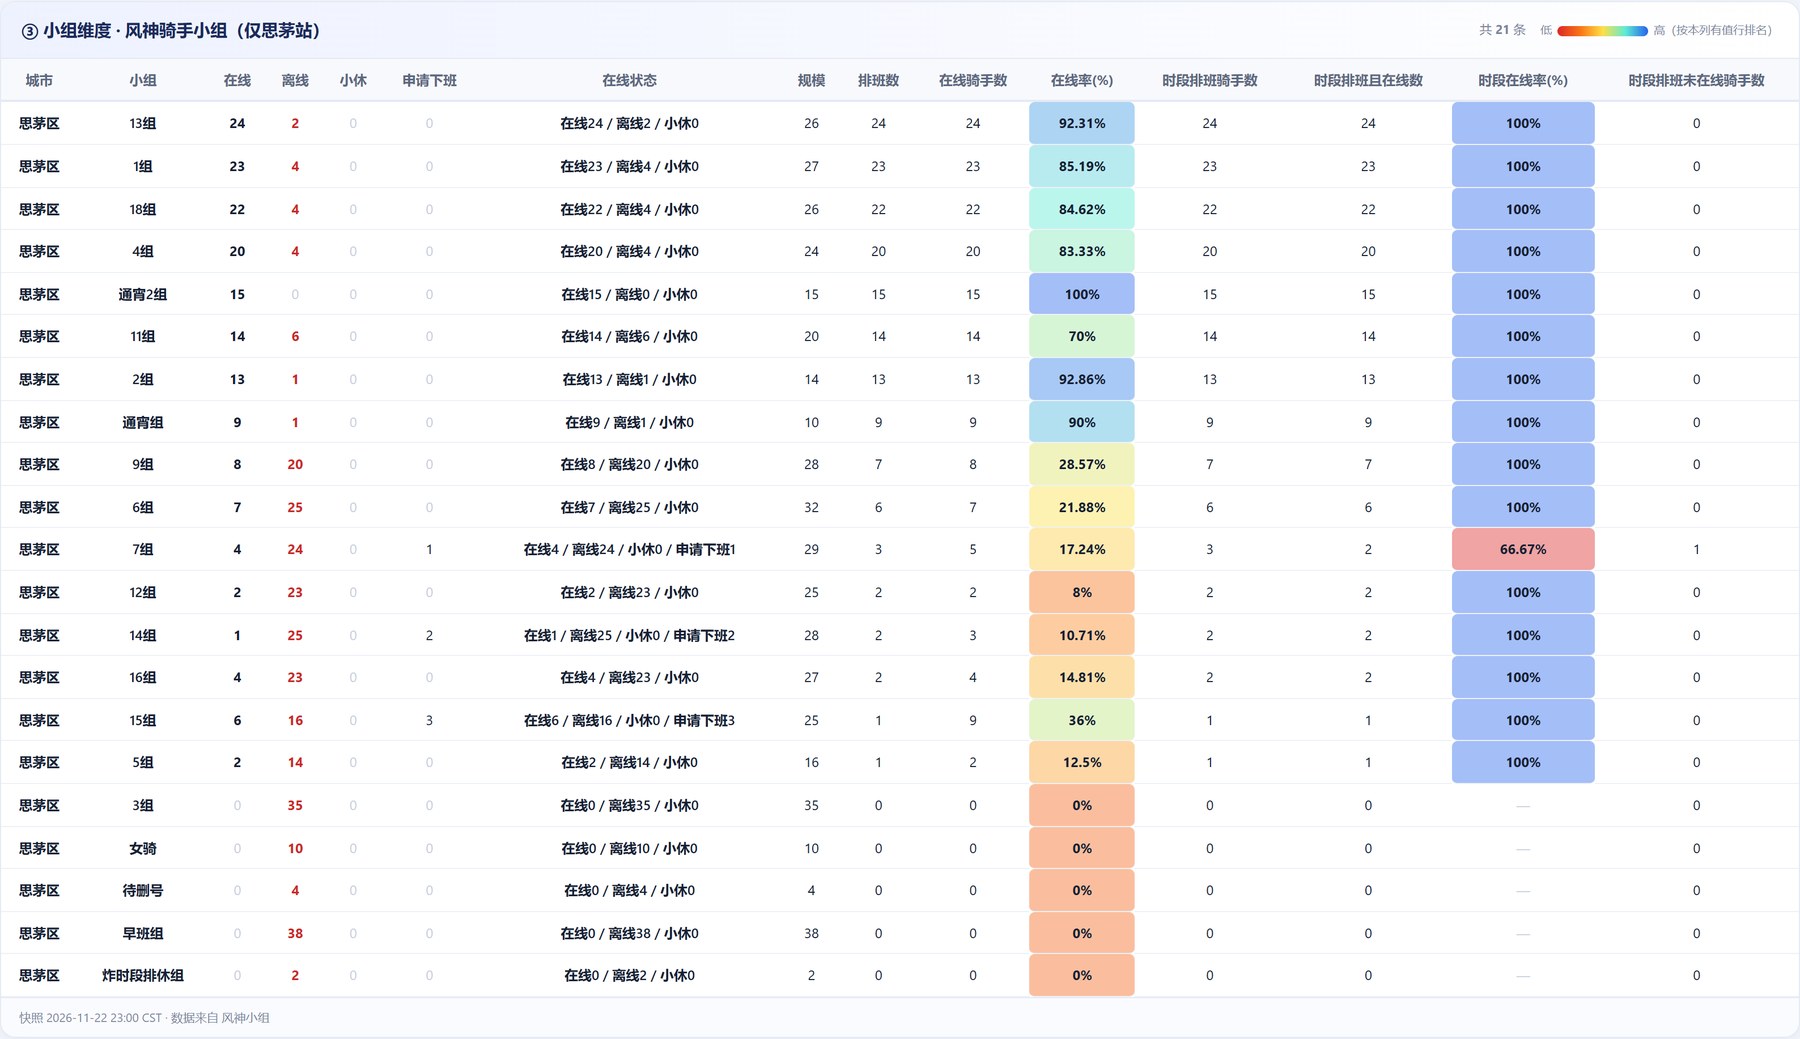 ③ 小组维度 · 风神骑手小组（仅思茅站）
共 21 条 低 高 (按本列有值行排名)
城市 小组 在线 离线 小休 申请下班 在线状态 规模 排班数 在线骑手数 在线率(%) 时段排班骑手数 时段排班且在线数 时段在线率(%) 时段排班未在线骑手数
思茅区 13组 24 2 0 0 在线24 / 离线2 / 小休0 26 24 24 92.31% 24 24 100% 0
思茅区 1组 23 4 0 0 在线23 / 离线4 / 小休0 27 23 23 85.19% 23 23 100% 0
思茅区 18组 22 4 0 0 在线22 / 离线4 / 小休0 26 22 22 84.62% 22 22 100% 0
思茅区 4组 20 4 0 0 在线20 / 离线4 / 小休0 24 20 20 83.33% 20 20 100% 0
思茅区 通宵2组 15 0 0 0 在线15 / 离线0 / 小休0 15 15 15 100% 15 15 100% 0
思茅区 11组 14 6 0 0 在线14 / 离线6 / 小休0 20 14 14 70% 14 14 100% 0
思茅区 2组 13 1 0 0 在线13 / 离线1 / 小休0 14 13 13 92.86% 13 13 100% 0
思茅区 通宵组 9 1 0 0 在线9 / 离线1 / 小休0 10 9 9 90% 9 9 100% 0
思茅区 9组 8 20 0 0 在线8 / 离线20 / 小休0 28 7 8 28.57% 7 7 100% 0
思茅区 6组 7 25 0 0 在线7 / 离线25 / 小休0 32 6 7 21.88% 6 6 100% 0
思茅区 7组 4 24 0 1 在线4 / 离线24 / 小休0 / 申请下班1 29 3 5 17.24% 3 2 66.67% 1
思茅区 12组 2 23 0 0 在线2 / 离线23 / 小休0 25 2 2 8% 2 2 100% 0
思茅区 14组 1 25 0 2 在线1 / 离线25 / 小休0 / 申请下班2 28 2 3 10.71% 2 2 100% 0
思茅区 16组 4 23 0 0 在线4 / 离线23 / 小休0 27 2 4 14.81% 2 2 100% 0
思茅区 15组 6 16 0 3 在线6 / 离线16 / 小休0 / 申请下班3 25 1 9 36% 1 1 100% 0
思茅区 5组 2 14 0 0 在线2 / 离线14 / 小休0 16 1 2 12.5% 1 1 100% 0
思茅区 3组 0 35 0 0 在线0 / 离线35 / 小休0 35 0 0 0% 0 0 — 0
思茅区 女骑 0 10 0 0 在线0 / 离线10 / 小休0 10 0 0 0% 0 0 — 0
思茅区 待删号 0 4 0 0 在线0 / 离线4 / 小休0 4 0 0 0% 0 0 — 0
思茅区 早班组 0 38 0 0 在线0 / 离线38 / 小休0 38 0 0 0% 0 0 — 0
思茅区 炸时段排休组 0 2 0 0 在线0 / 离线2 / 小休0 2 0 0 0% 0 0 — 0
快照 2026-11-22 23:00 CST · 数据来自 风神小组